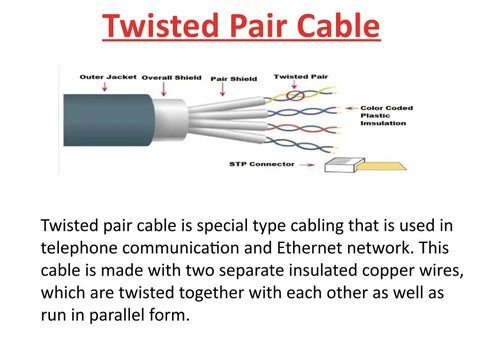 Twisted Pair Cable
Outer Jacket Overall Shield Pair Shield Twisted Pair
Color Coded
Plastic
Insulation
STP Connector
Twisted pair cable is special type cabling that is used in
telephone communication and Ethernet network. This
cable is made with two separate insulated copper wires,
which are twisted together with each other as well as
run in parallel form.